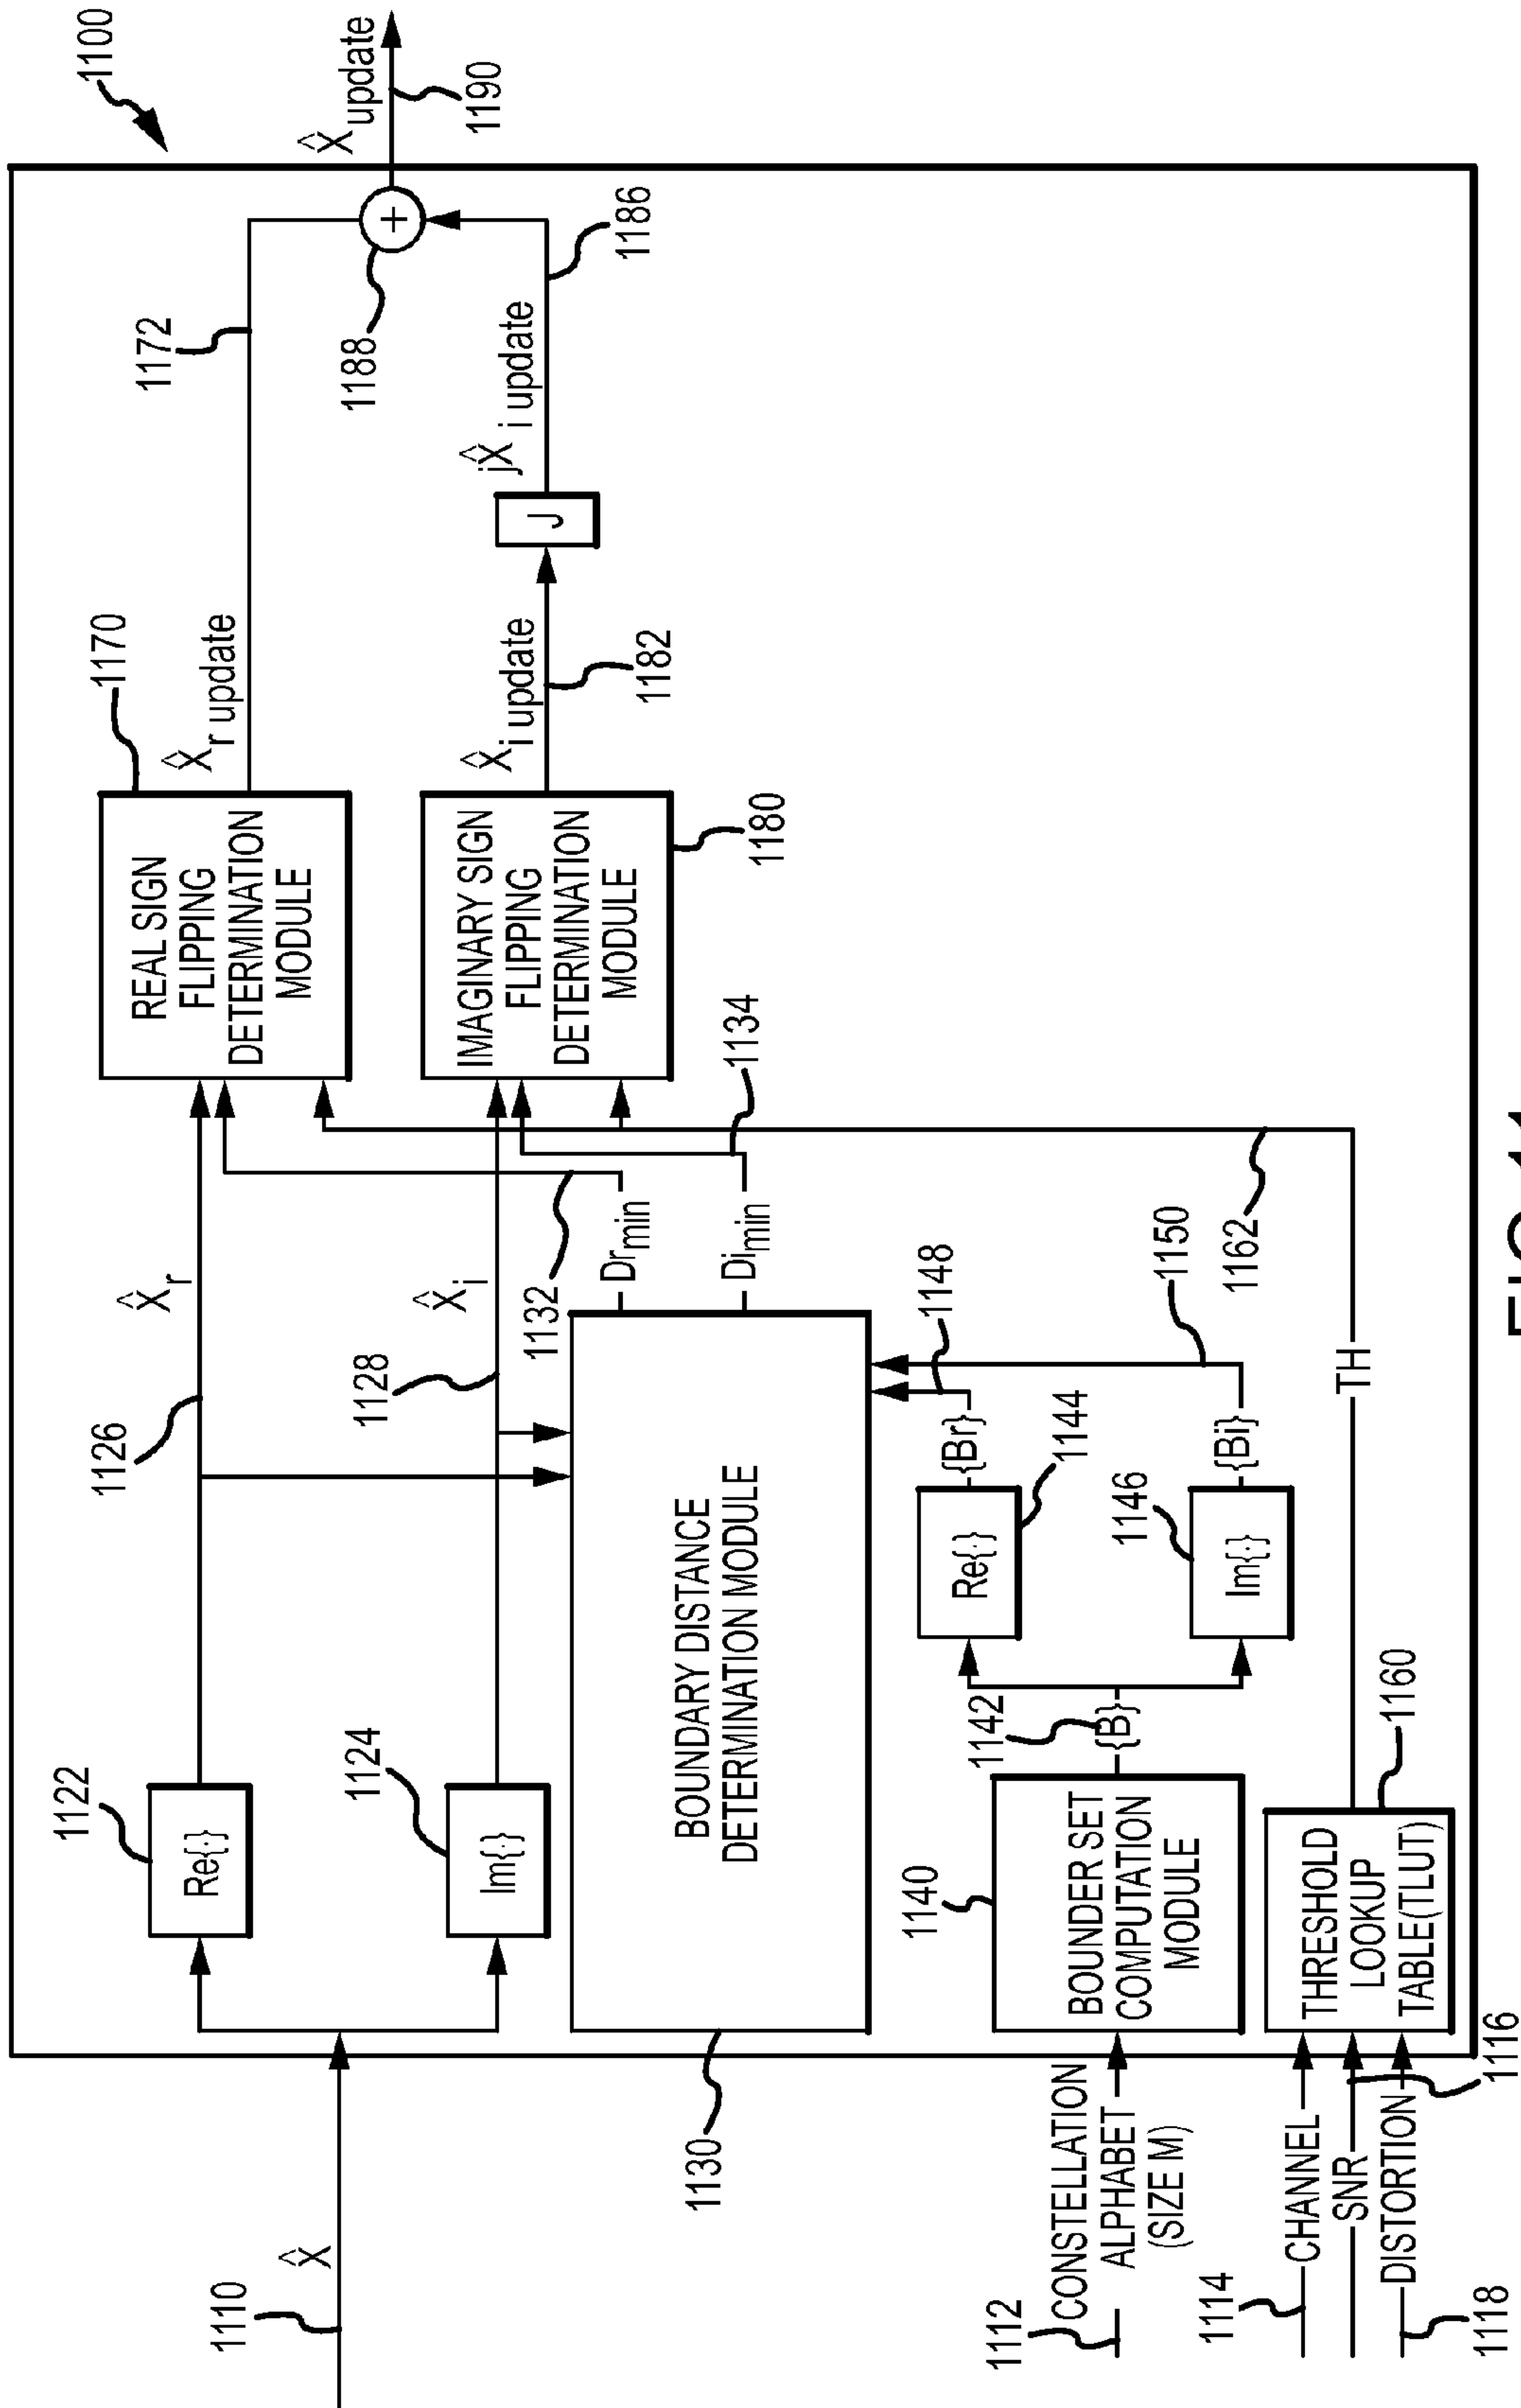 1100
1110
X̂
1122
Re{·}
1124
Im{·}
1126
X̂r
1128
X̂i
1170
REAL SIGN
FLIPPING
DETERMINATION
MODULE
X̂r update
1172
IMAGINARY SIGN
FLIPPING
DETERMINATION
MODULE
1180
X̂i update
1182
J
jX̂i update
1186
+
1188
X̂update
1190
1130
BOUNDARY DISTANCE
DETERMINATION MODULE
Drmin
1132
Dimin
1134
1112
CONSTELLATION
ALPHABET
(SIZE M)
1140
BOUNDER SET
COMPUTATION
MODULE
{B}
1142
Re{·}
1144
{Br}
1148
Im{·}
1146
{Bi}
1150
1114
CHANNEL
SNR
1116
DISTORTION
1118
THRESHOLD
LOOKUP
TABLE(TLUT)
1160
TH
1162